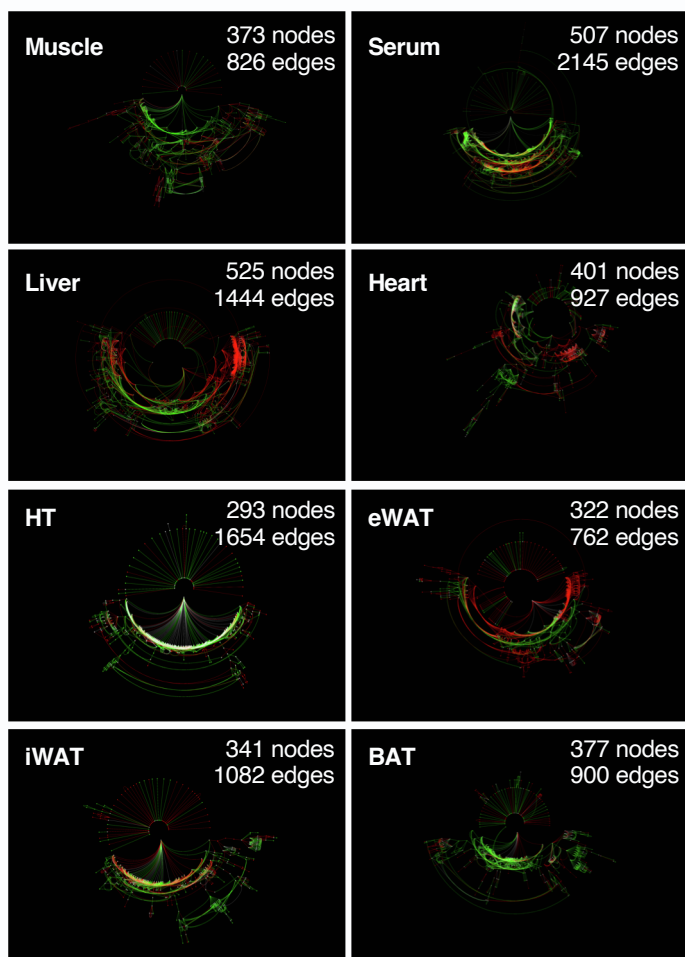 Muscle
373 nodes
826 edges
Serum
507 nodes
2145 edges
Liver
525 nodes
1444 edges
Heart
401 nodes
927 edges
HT
293 nodes
1654 edges
eWAT
322 nodes
762 edges
iWAT
341 nodes
1082 edges
BAT
377 nodes
900 edges